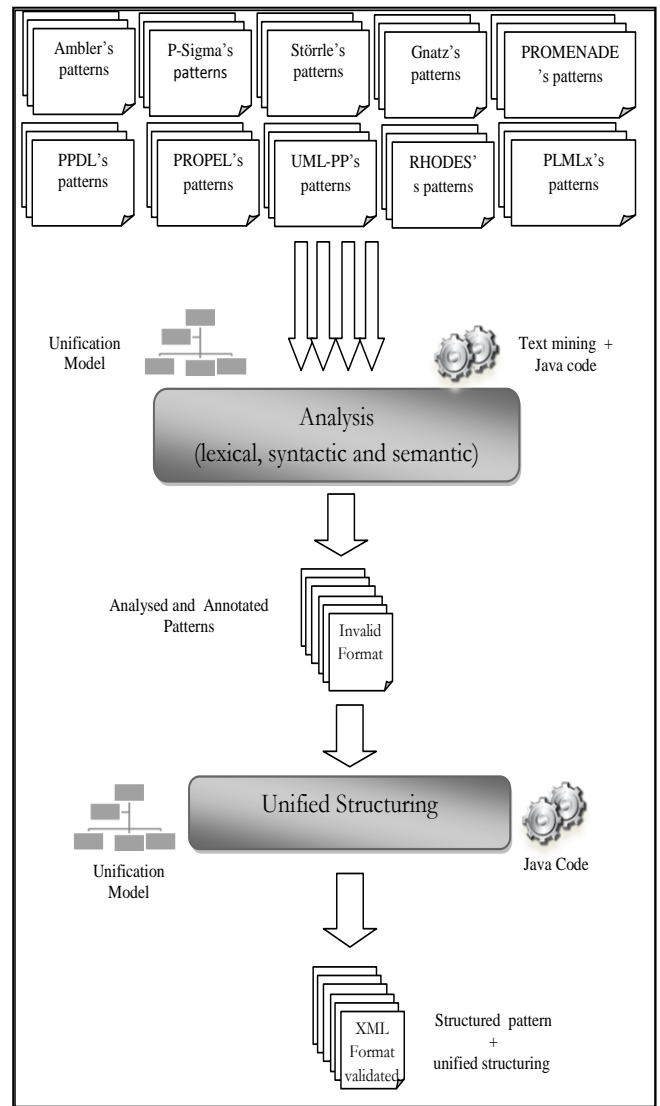 Ambler's
patterns
P-Sigma's
patterns
Störrle's
patterns
Gnatz's
patterns
PROMENADE
's patterns
PPDL's
patterns
PROPEL's
patterns
UML-PP's
patterns
RHODES'
's patterns
PLMLx's
patterns
Unification
Model
Text mining +
Java code
Analysis
(lexical, syntactic and semantic)
Analysed and Annotated
Patterns
Invalid
Format
Unified Structuring
Unification
Model
Java Code
XML
Format
validated
Structured pattern
+
unified structuring